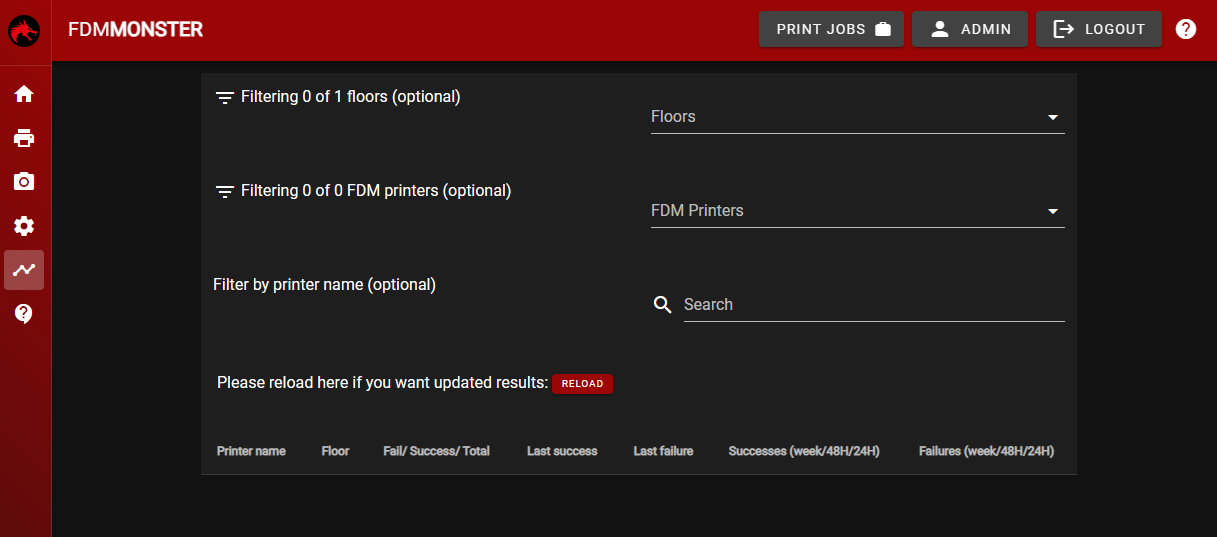 FDMMONSTER
PRINT JOBS
ADMIN
LOGOUT
Filtering 0 of 1 floors (optional)
Floors
Filtering 0 of 0 FDM printers (optional)
FDM Printers
Filter by printer name (optional)
Search
Please reload here if you want updated results: RELOAD
Printer name Floor Fail/ Success/ Total Last success Last failure Successes (week/48H/24H) Failures (week/48H/24H)